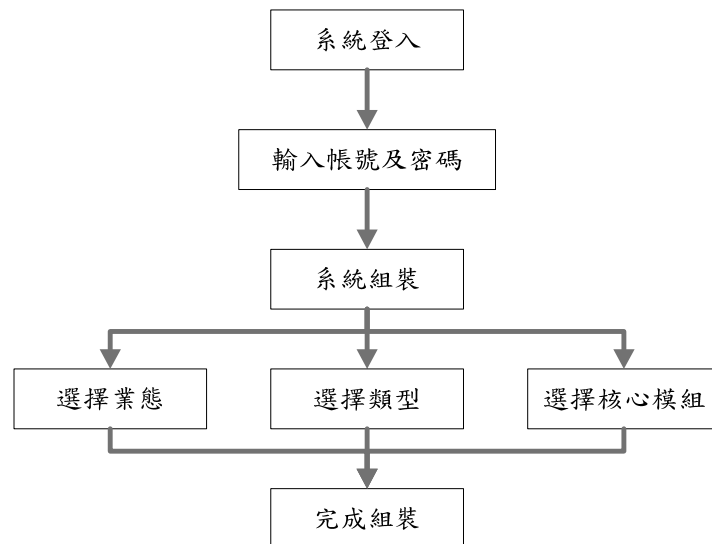 系統登入
輸入帳號及密碼
系統組裝
選擇業態
選擇類型
選擇核心模組
完成組裝